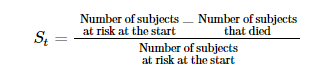 S_t = Number of subjects at risk at the start − Number of subjects that died
Number of subjects
at risk at the start